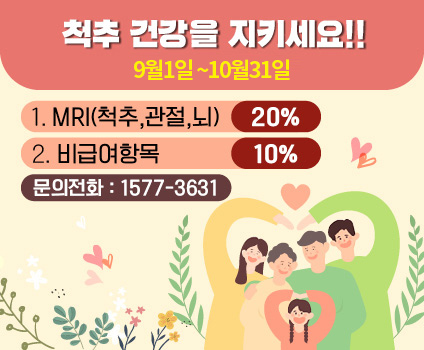 척추 건강을 지키세요!!
9월1일 ~10월31일
1. MRI(척추,관절,뇌) 20%
2. 비급여항목 10%
문의전화 : 1577-3631